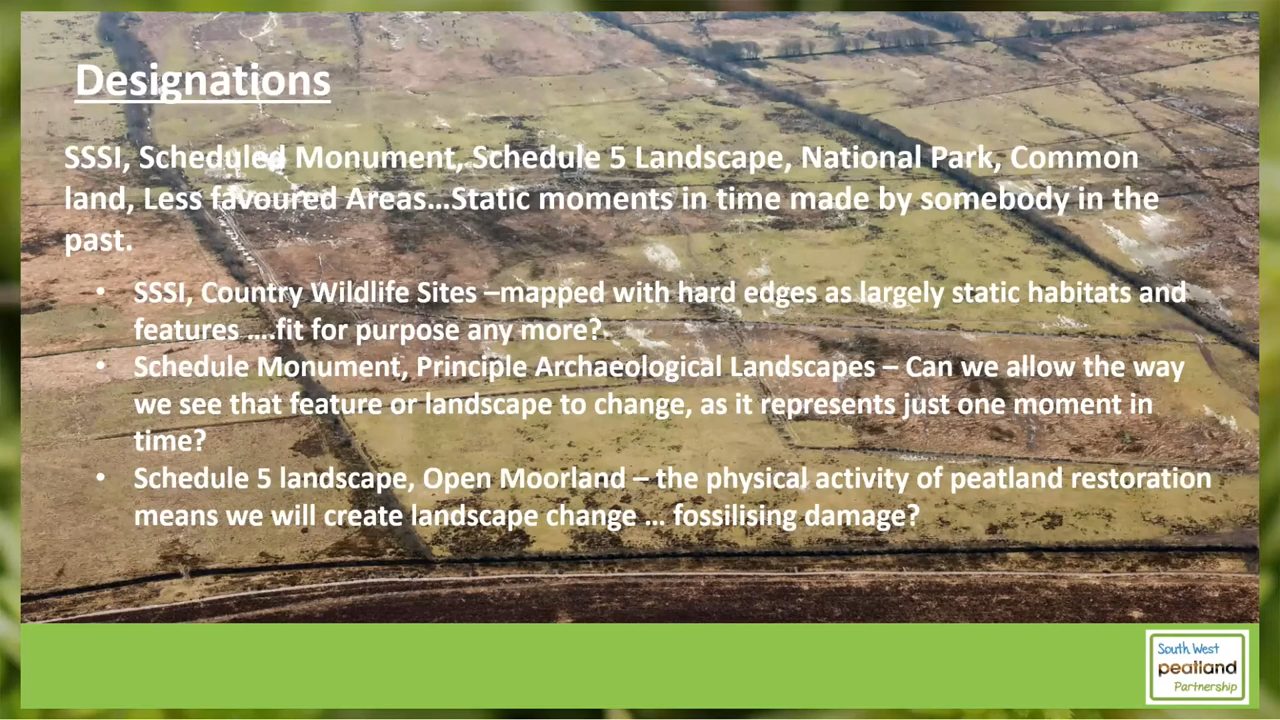 Designations
SSSI, Scheduled Monument, Schedule 5 Landscape, National Park, Common
land, Less favoured Areas…Static moments in time made by somebody in the
past.
• SSSI, Country Wildlife Sites –mapped with hard edges as largely static habitats and
features ….fit for purpose any more?.
• Schedule Monument, Principle Archaeological Landscapes – Can we allow the way
we see that feature or landscape to change, as it represents just one moment in
time?
• Schedule 5 landscape, Open Moorland – the physical activity of peatland restoration
means we will create landscape change … fossilising damage?
South West
peatland
Partnership